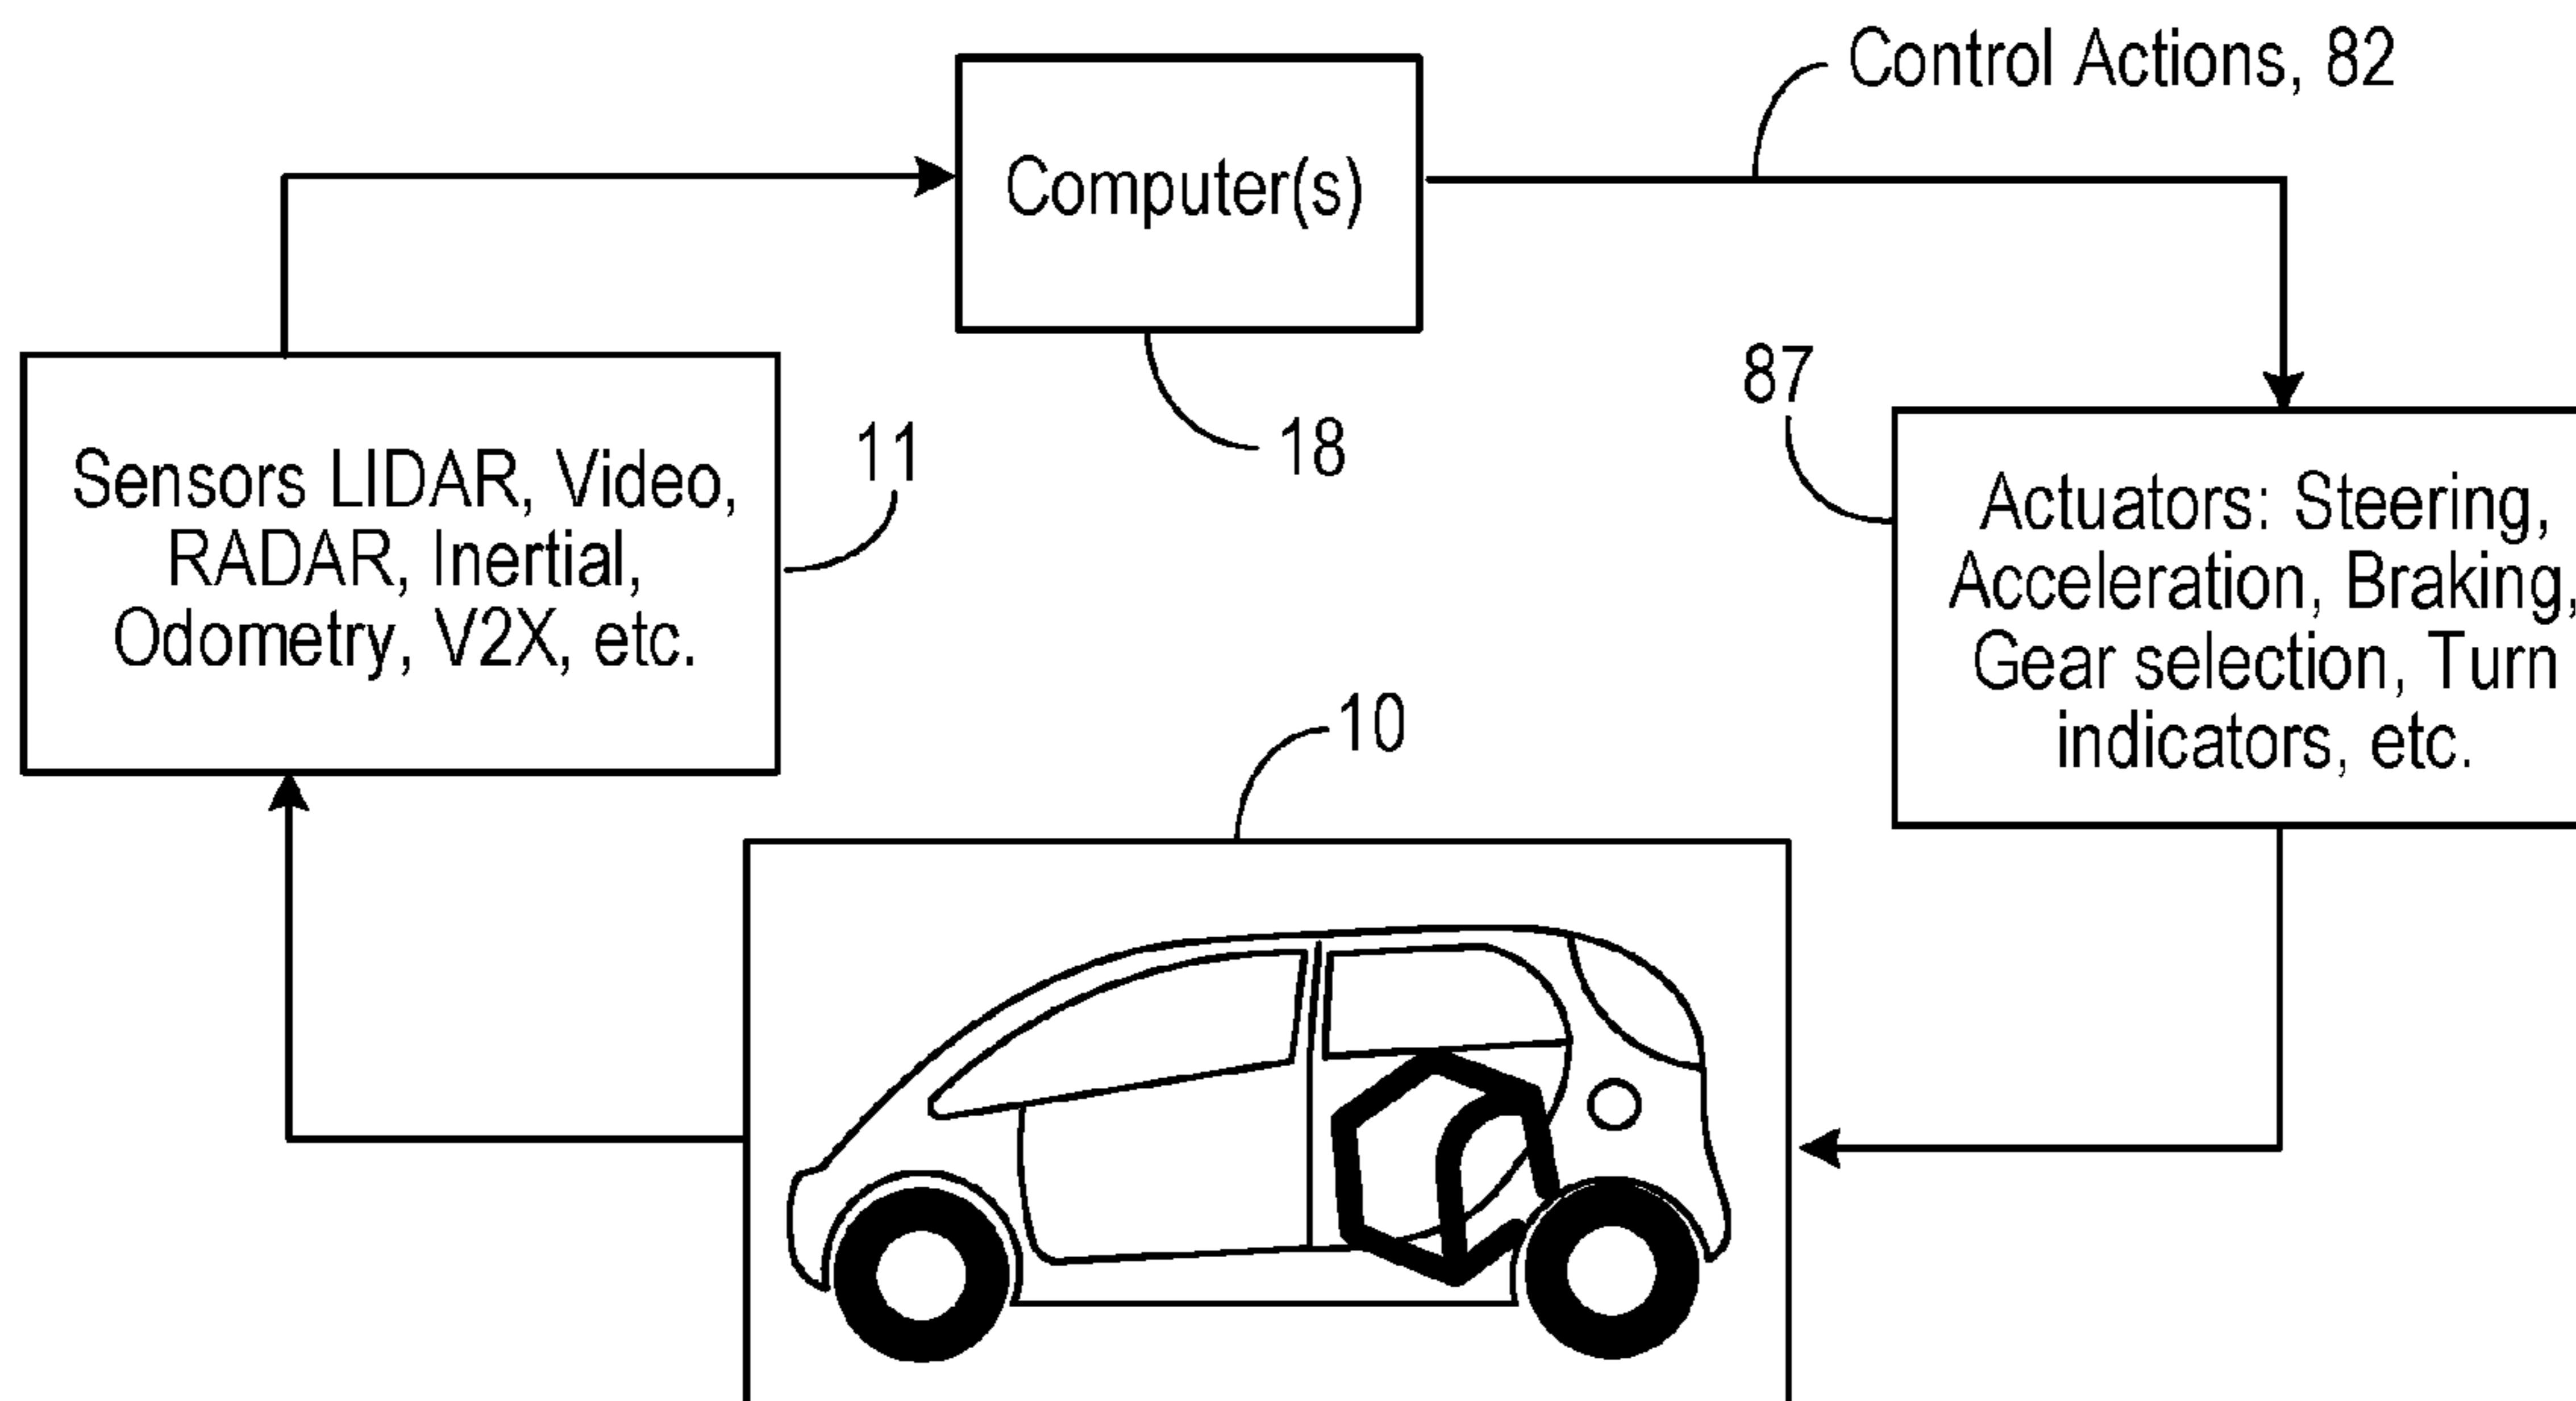 Control Actions, 82
Computer(s)
18
87
11
Sensors LIDAR, Video,
RADAR, Inertial,
Odometry, V2X, etc.
Actuators: Steering,
Acceleration, Braking,
Gear selection, Turn
indicators, etc.
10